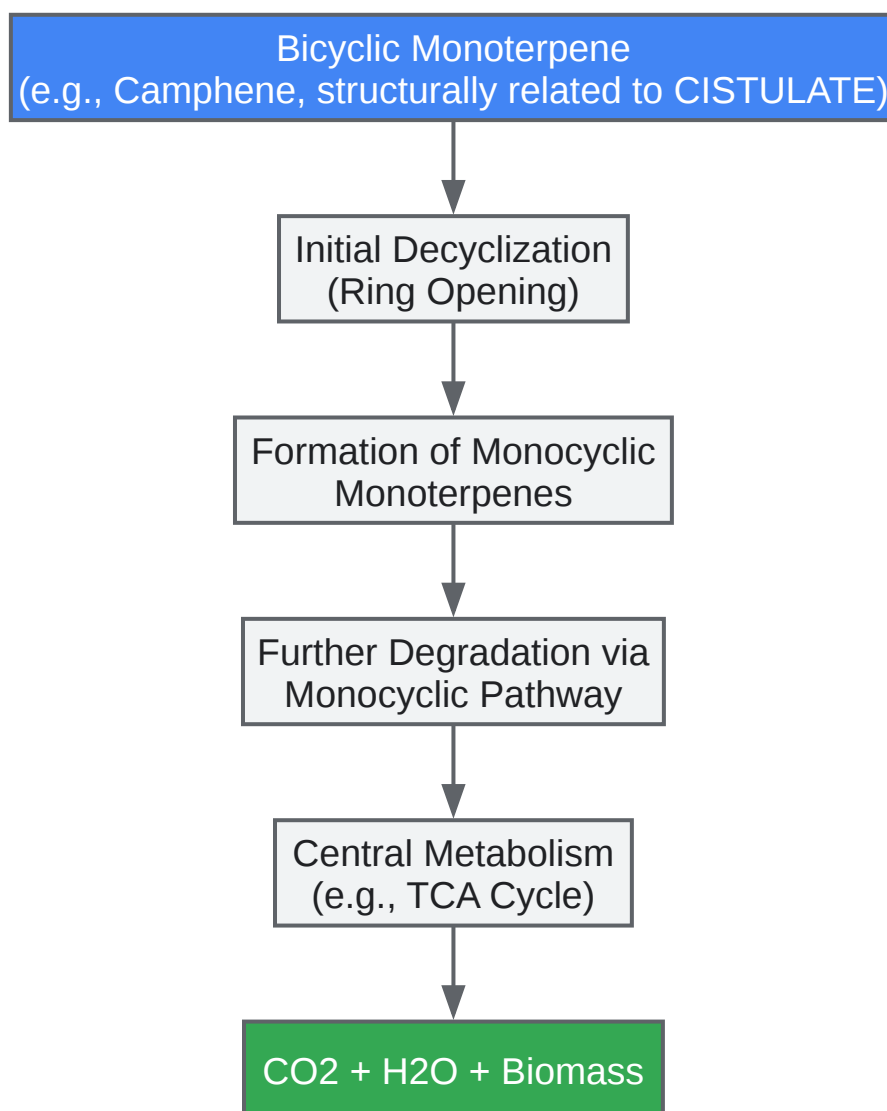 Bicyclic Monoterpene
(e.g., Camphene, structurally related to CISTULATE)
Initial Decyclization
(Ring Opening)
Formation of Monocyclic
Monoterpenes
Further Degradation via
Monocyclic Pathway
Central Metabolism
(e.g., TCA Cycle)
CO2 + H2O + Biomass